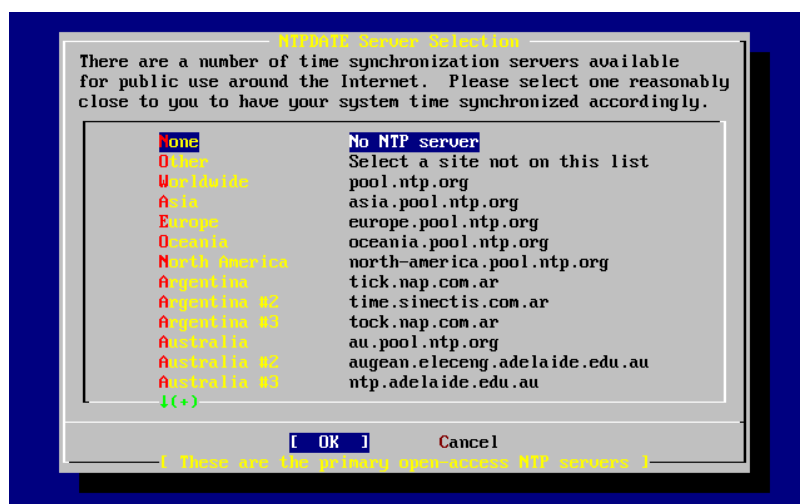 NTPDATE Server Selection
There are a number of time synchronization servers available
for public use around the Internet.  Please select one reasonably
close to you to have your system time synchronized accordingly.
None No NTP server
Other Select a site not on this list
Worldwide pool.ntp.org
Asia asia.pool.ntp.org
Europe europe.pool.ntp.org
Oceania oceania.pool.ntp.org
North America north-america.pool.ntp.org
Argentina tick.nap.com.ar
Argentina #2 time.sinectis.com.ar
Argentina #3 tock.nap.com.ar
Australia au.pool.ntp.org
Australia #2 augean.eleceng.adelaide.edu.au
Australia #3 ntp.adelaide.edu.au
↓(+)
[ OK ] Cancel
[ These are the primary open-access NTP servers ]